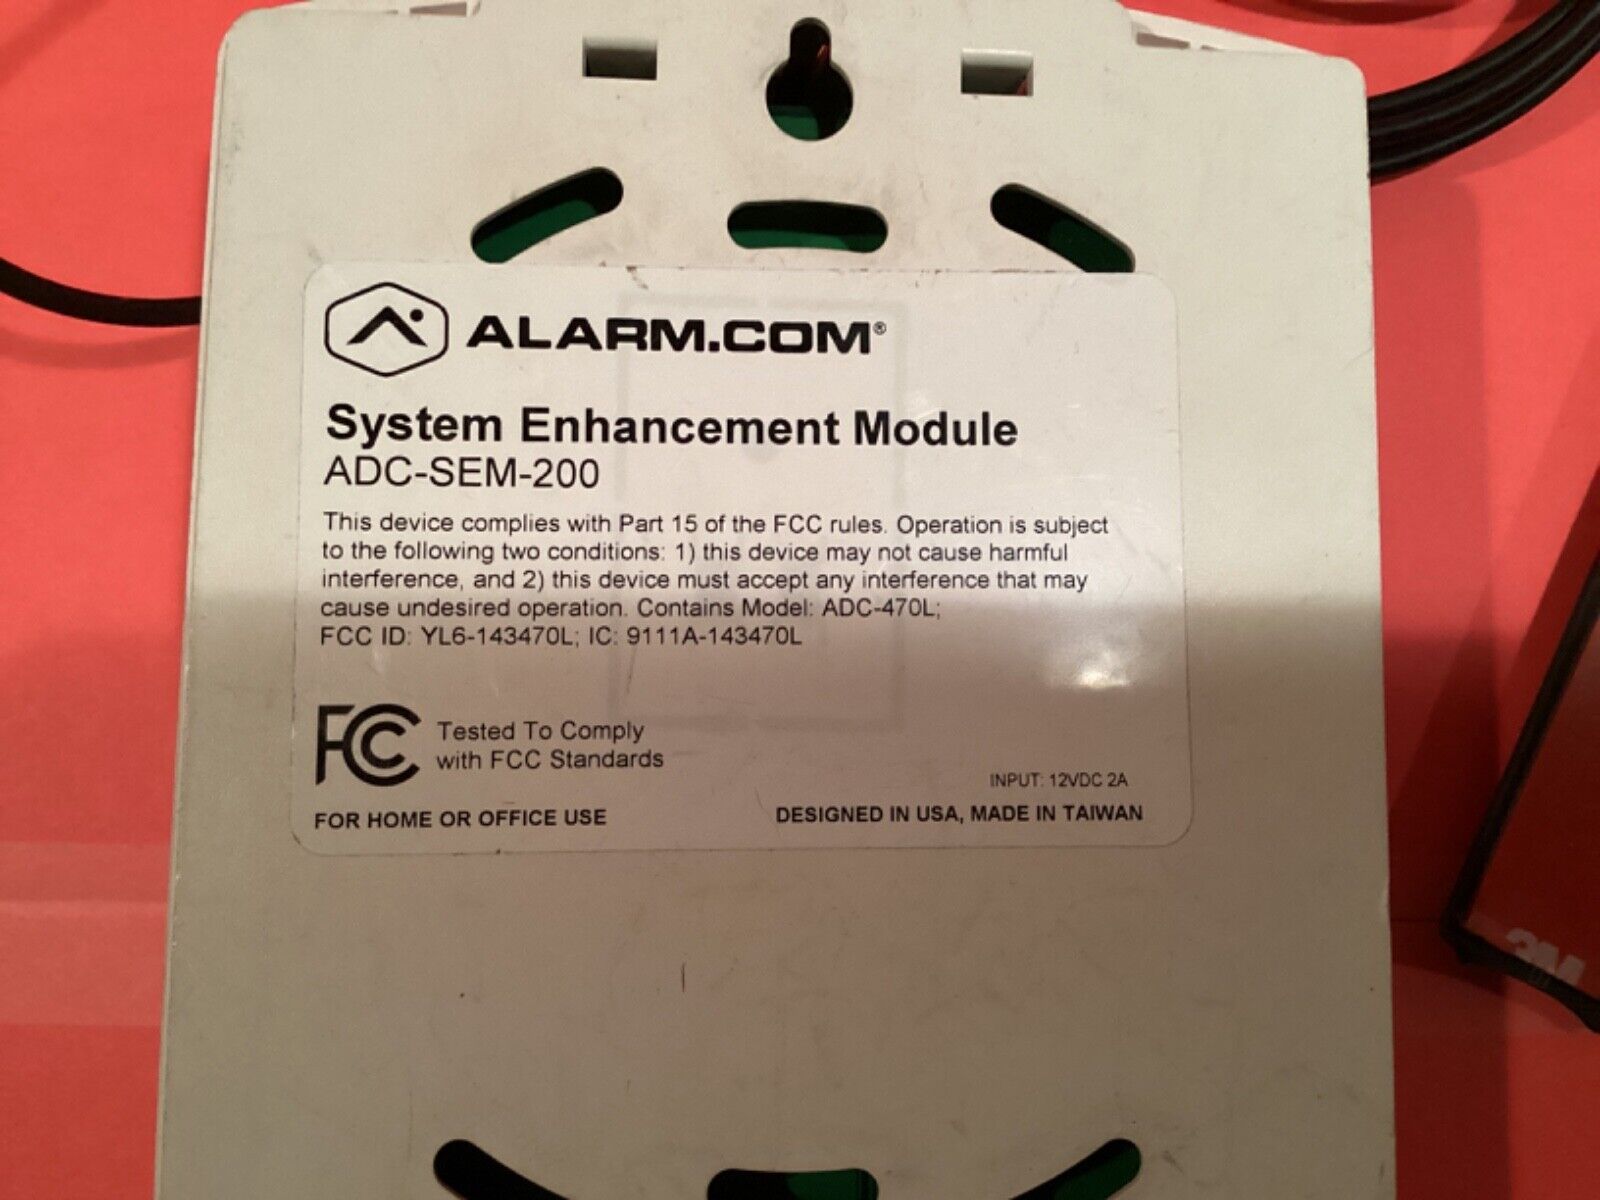 ALARM.COM®
System Enhancement Module
ADC-SEM-200
This device complies with Part 15 of the FCC rules. Operation is subject
to the following two conditions: 1) this device may not cause harmful
interference, and 2) this device must accept any interference that may
cause undesired operation. Contains Model: ADC-470L;
FCC ID: YL6-143470L; IC: 9111A-143470L
FC Tested To Comply
with FCC Standards
INPUT: 12VDC 2A
FOR HOME OR OFFICE USE
DESIGNED IN USA, MADE IN TAIWAN
3M